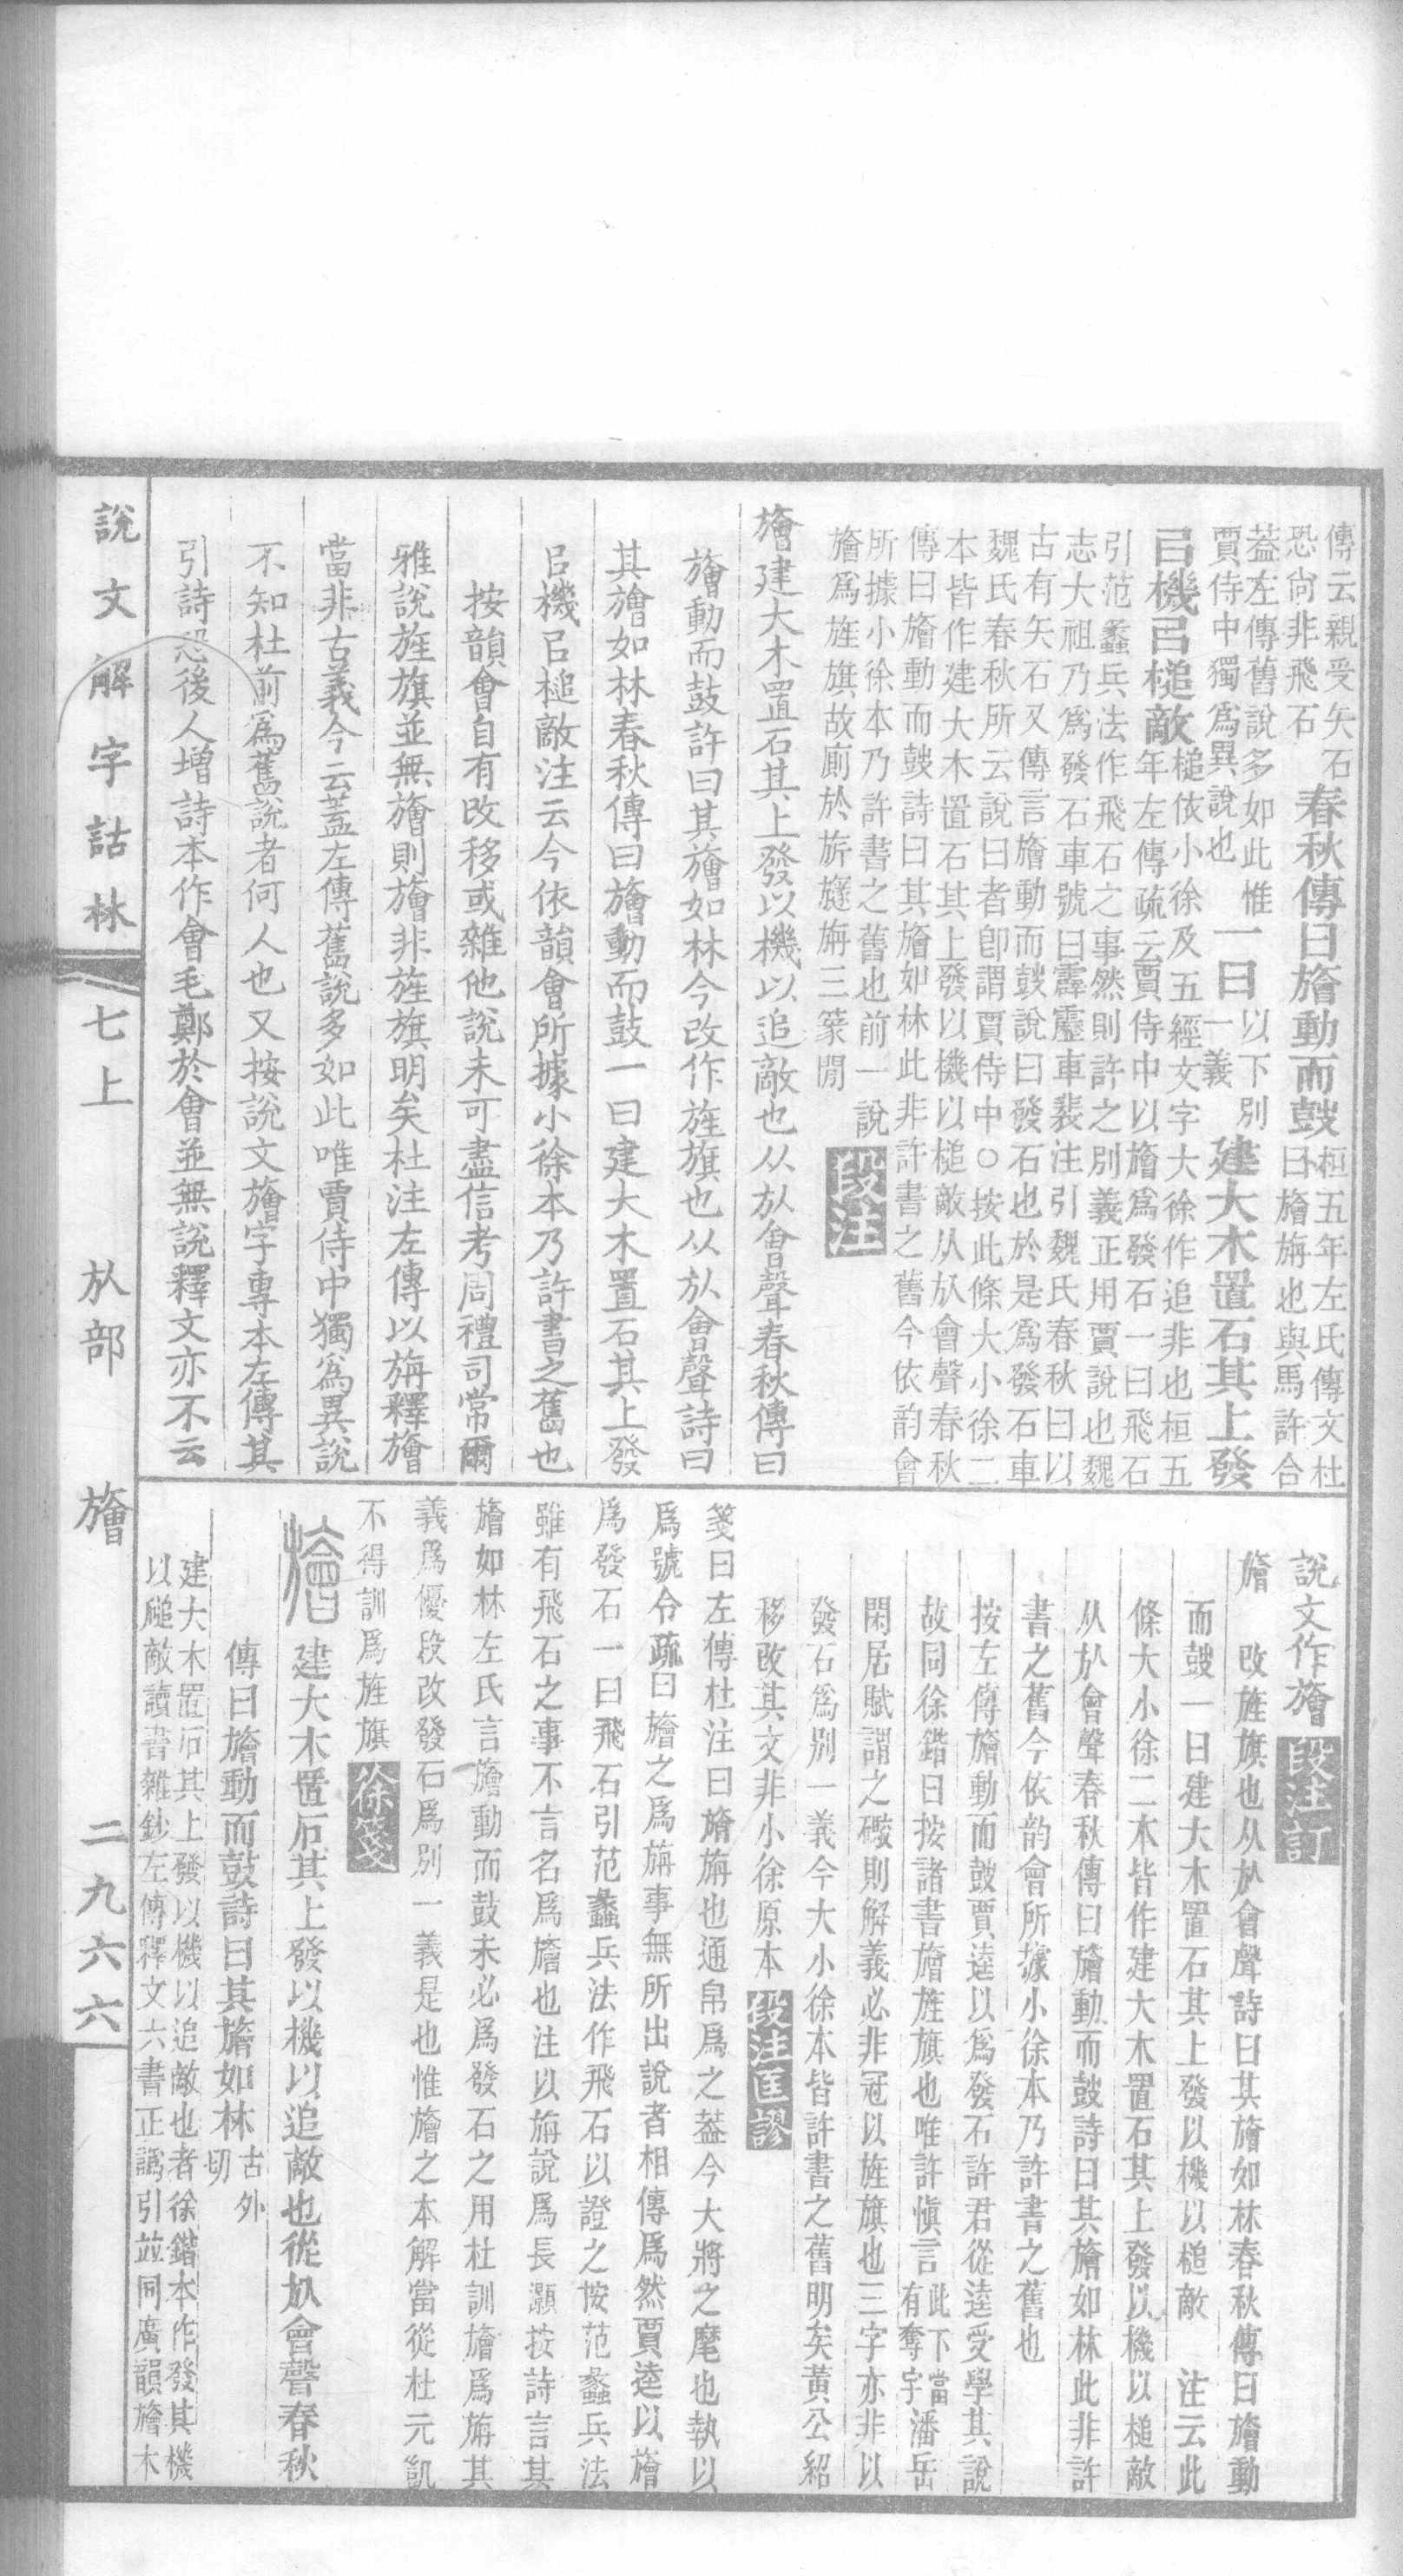 傳云親受矢石
恐尚非飛石
春秋傳曰旝動而鼓
桓五年左氏傳文杜
曰旝旃也與馬許合
葢左傳舊說多如此惟
賈侍中獨爲異說也
一曰
以下別
一義
建大木置石其上發
㠯機㠯槌敵
槌依小徐及五經文字大徐作追非也桓五
年左傳疏云賈侍中以旝爲發石一曰飛石
引范蠡兵法作飛石之事然則許之別義正用賈說也魏
志大祖乃爲發石車號曰霹靂車裴注引魏氏春秋曰以
古有矢石又傳言旝動而鼓說曰發石也於是爲發石車
魏氏春秋所云說曰者卽謂賈侍中○按此條大小徐二
本皆作建大木置石其上發以機以槌敵从㫃會聲春秋
傳曰旝動而鼓詩曰其旝如林此非許書之舊今依韵會
所據小徐本乃許書之舊也前一說
旝爲旌旗故廁於旂旞旃三篆閒
段注
旝建大木置石其上發以機以追敵也从㫃會聲春秋傳曰
旝動而鼓許曰其旝如林今改作旌旗也从㫃會聲詩曰
其旝如林春秋傳曰旝動而鼓一曰建大木置石其上發
㠯機㠯槌敵注云今依韻會所據小徐本乃許書之舊也
按韻會自有改移或雜他說未可盡信考周禮司常爾
雅說旌旗並無旝則旝非旌旗明矣杜注左傳以旃釋旝
當非古義今云蓋左傳舊說多如此唯賈侍中獨爲異說
不知杜前爲舊說者何人也又按說文旝字專本左傳其
引詩恐後人增詩本作會毛鄭於會並無說釋文亦不云
說文作旝
段注訂
旝　改旌旗也从㫃會聲詩曰其旝如林春秋傳曰旝動
而鼓一曰建大木置石其上發以機以槌敵　注云此
條大小徐二本皆作建大木置石其上發以機以槌敵
从㫃會聲春秋傳曰旝動而鼓詩曰其旝如林此非許
書之舊今依韵會所據小徐本乃許書之舊也
按左傳旝動而鼓賈逵以爲發石許君從逵受學其說
故同徐鍇曰按諸書旝旌旗也唯許愼言
此下當
有奪字
潘岳
閑居賦謂之礮則解義必非冠以旌旗也三字亦非以
發石爲別一義今大小徐本皆許書之舊明矣黃公紹
移改其文非小徐原本
段注匡謬
箋曰左傳杜注曰旝旃也通帛爲之葢今大將之麾也執以
爲號令疏曰旝之爲旃事無所出說者相傳爲然賈逵以旝
爲發石一曰飛石引范蠡兵法作飛石以證之按范蠡兵法
雖有飛石之事不言名爲旝也注以旃說爲長灝按詩言其
旝如林左氏言旝動而鼓未必爲發石之用杜訓旝爲旃其
義爲優段改發石爲別一義是也惟旝之本解當從杜元凱
不得訓爲旌旗
徐箋
旝
建大木置石其上發以機以追敵也從㫃會聲春秋
傳曰旝動而鼓詩曰其旝如林
古外
切
建大木置石其上發以機以追敵也者徐鍇本作發其機
以磓敵讀書雜鈔左傳釋文六書正譌引並同廣韻旝木
說文解字詁林
七上
㫃部
旝
二九六六